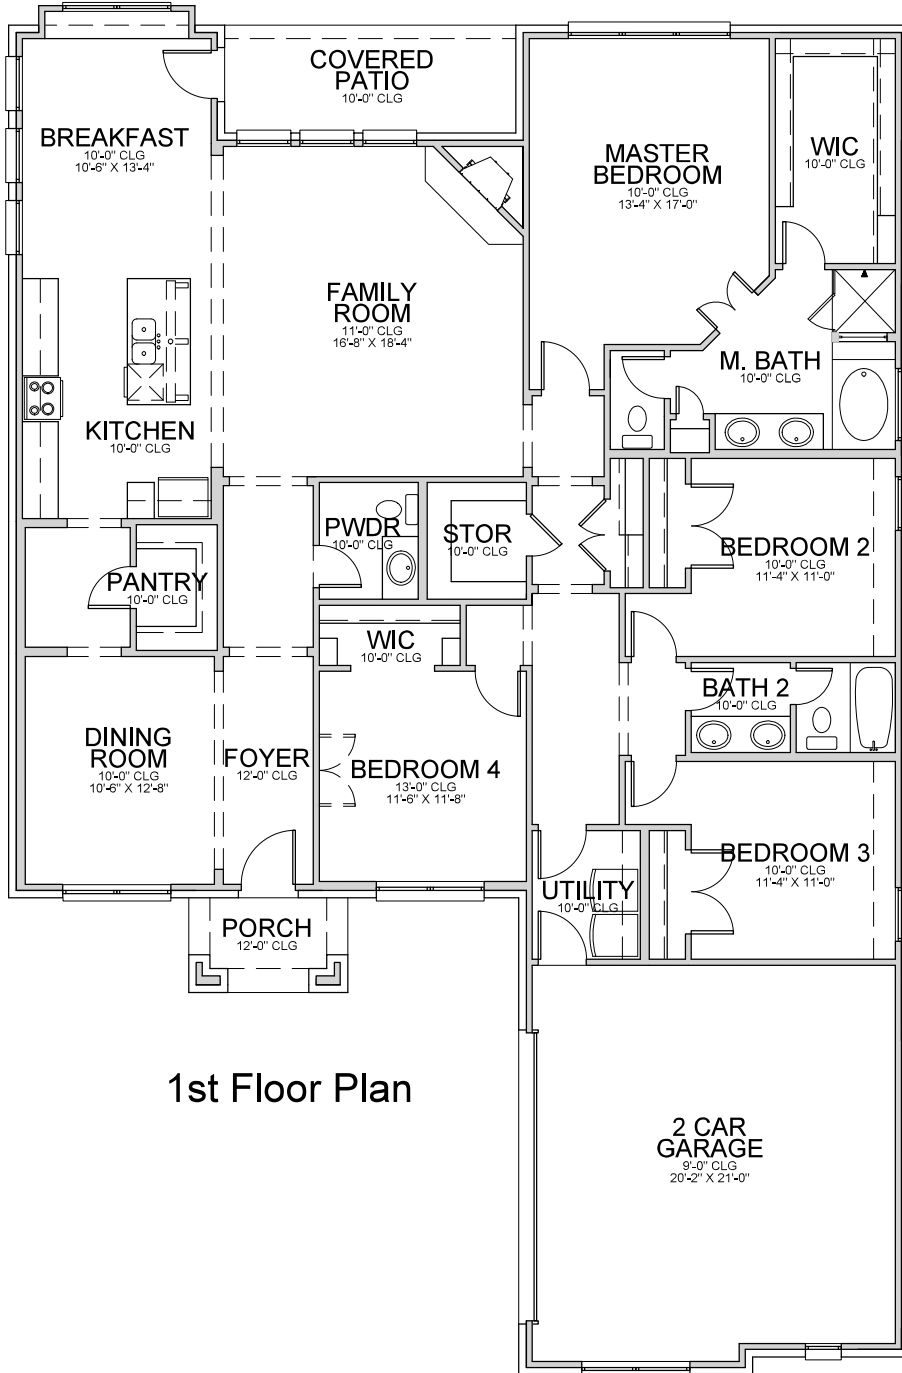 COVERED
PATIO
10'-0" CLG
BREAKFAST
10'-0" CLG
10'-6" X 13'-4"
MASTER
BEDROOM
10'-0" CLG
13'-4" X 17'-0"
WIC
10'-0" CLG
FAMILY
ROOM
11'-0" CLG
16'-8" X 18'-4"
M. BATH
10'-0" CLG
KITCHEN
10'-0" CLG
PWDR
10'-0" CLG
STOR
10'-0" CLG
BEDROOM 2
10'-0" CLG
11'-4" X 11'-0"
PANTRY
10'-0" CLG
WIC
10'-0" CLG
BATH 2
10'-0" CLG
DINING
ROOM
10'-0" CLG
10'-6" X 12'-8"
FOYER
12'-0" CLG
BEDROOM 4
13'-0" CLG
11'-6" X 11'-8"
BEDROOM 3
10'-0" CLG
11'-4" X 11'-0"
UTILITY
10'-0" CLG
PORCH
12'-0" CLG
1st Floor Plan
2 CAR
GARAGE
9'-0" CLG
20'-2" X 21'-0"